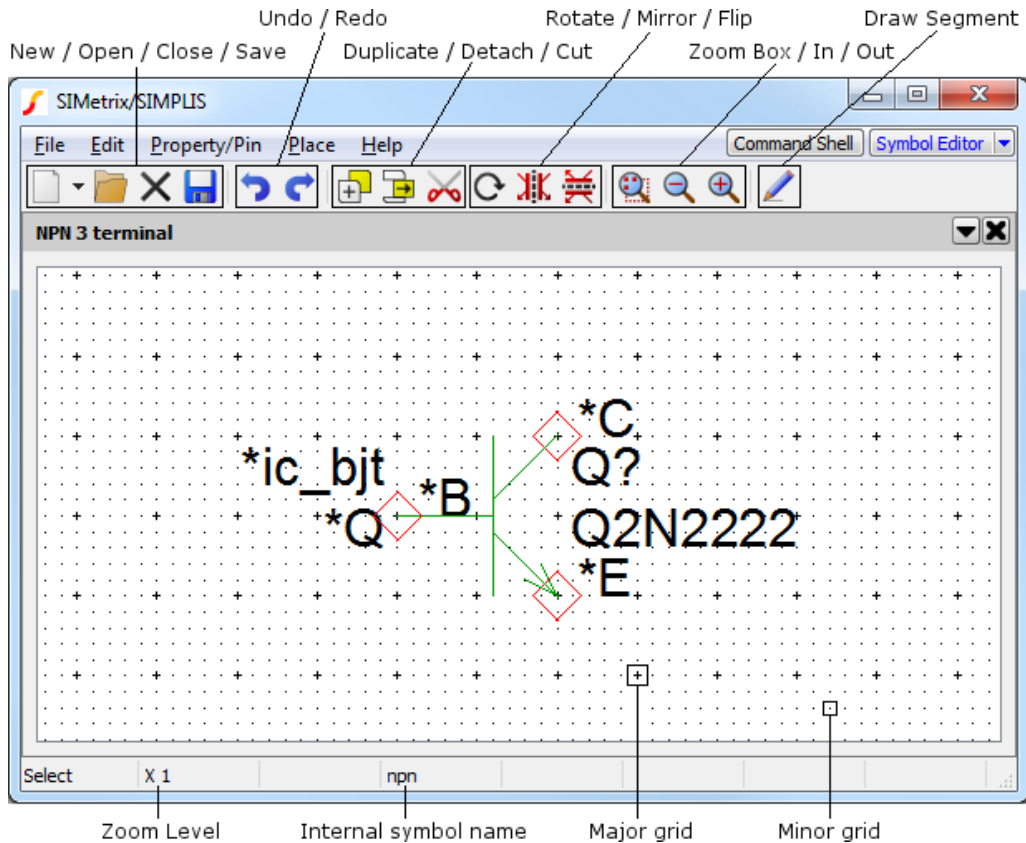 Undo / Redo
Rotate / Mirror / Flip
Draw Segment
New / Open / Close / Save
Duplicate / Detach / Cut
Zoom Box / In / Out
SIMetrix/SIMPLIS
File Edit Property/Pin Place Help
Command Shell
Symbol Editor
NPN 3 terminal
*C
*ic_bjt
Q?
*B
*Q
Q2N2222
*E
Select
X 1
npn
Zoom Level
Internal symbol name
Major grid
Minor grid